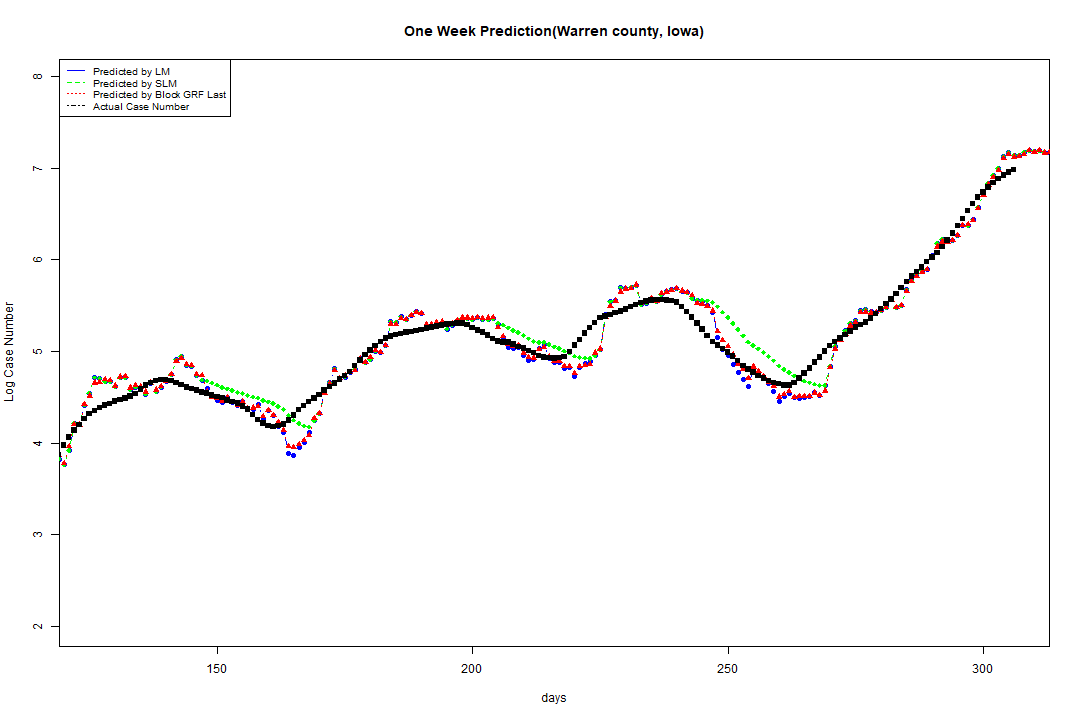 One Week Prediction(Warren county, Iowa)
Predicted by LM
Predicted by SLM
Predicted by Block GRF Last
Actual Case Number
8
7
6
5
4
3
2
Log Case Number
150 200 250 300
days